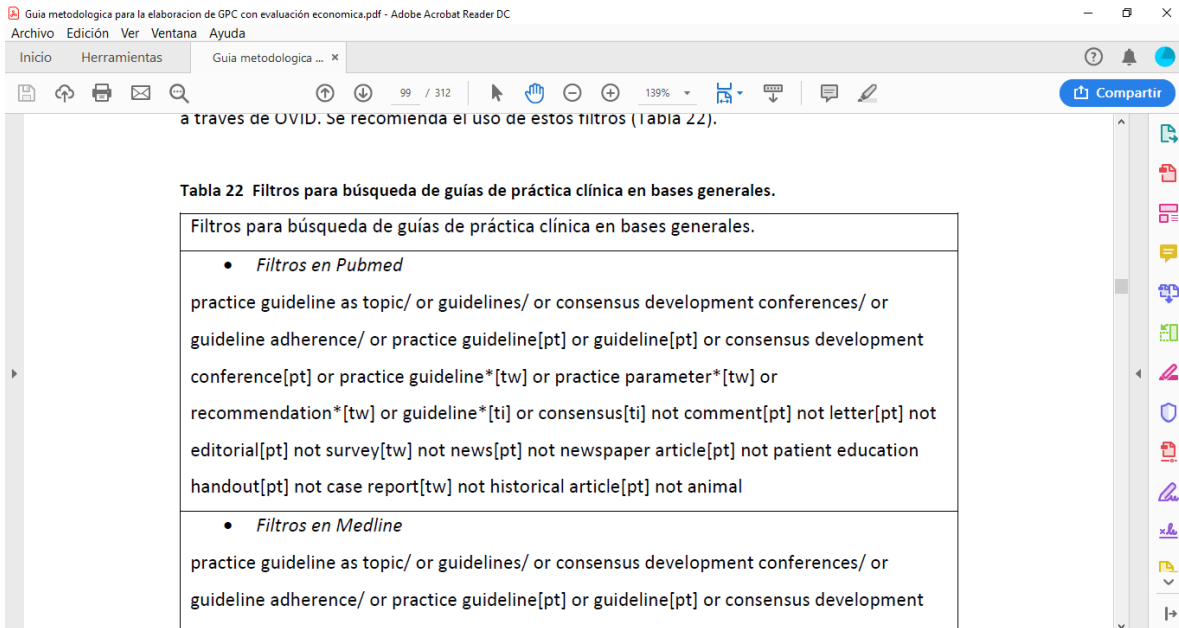 Guia metodologica para la elaboracion de GPC con evaluación economica.pdf - Adobe Acrobat Reader DC
Archivo Edición Ver Ventana Ayuda
Inicio Herramientas Guia metodologica ... ×
99 / 312 139% Compartir
a través de OVID. Se recomienda el uso de estos filtros (Tabla 22).
Tabla 22 Filtros para búsqueda de guías de práctica clínica en bases generales.
Filtros para búsqueda de guías de práctica clínica en bases generales.
• Filtros en Pubmed
practice guideline as topic/ or guidelines/ or consensus development conferences/ or
guideline adherence/ or practice guideline[pt] or guideline[pt] or consensus development
conference[pt] or practice guideline*[tw] or practice parameter*[tw] or
recommendation*[tw] or guideline*[ti] or consensus[ti] not comment[pt] not letter[pt] not
editorial[pt] not survey[tw] not news[pt] not newspaper article[pt] not patient education
handout[pt] not case report[tw] not historical article[pt] not animal
• Filtros en Medline
practice guideline as topic/ or guidelines/ or consensus development conferences/ or
guideline adherence/ or practice guideline[pt] or guideline[pt] or consensus development